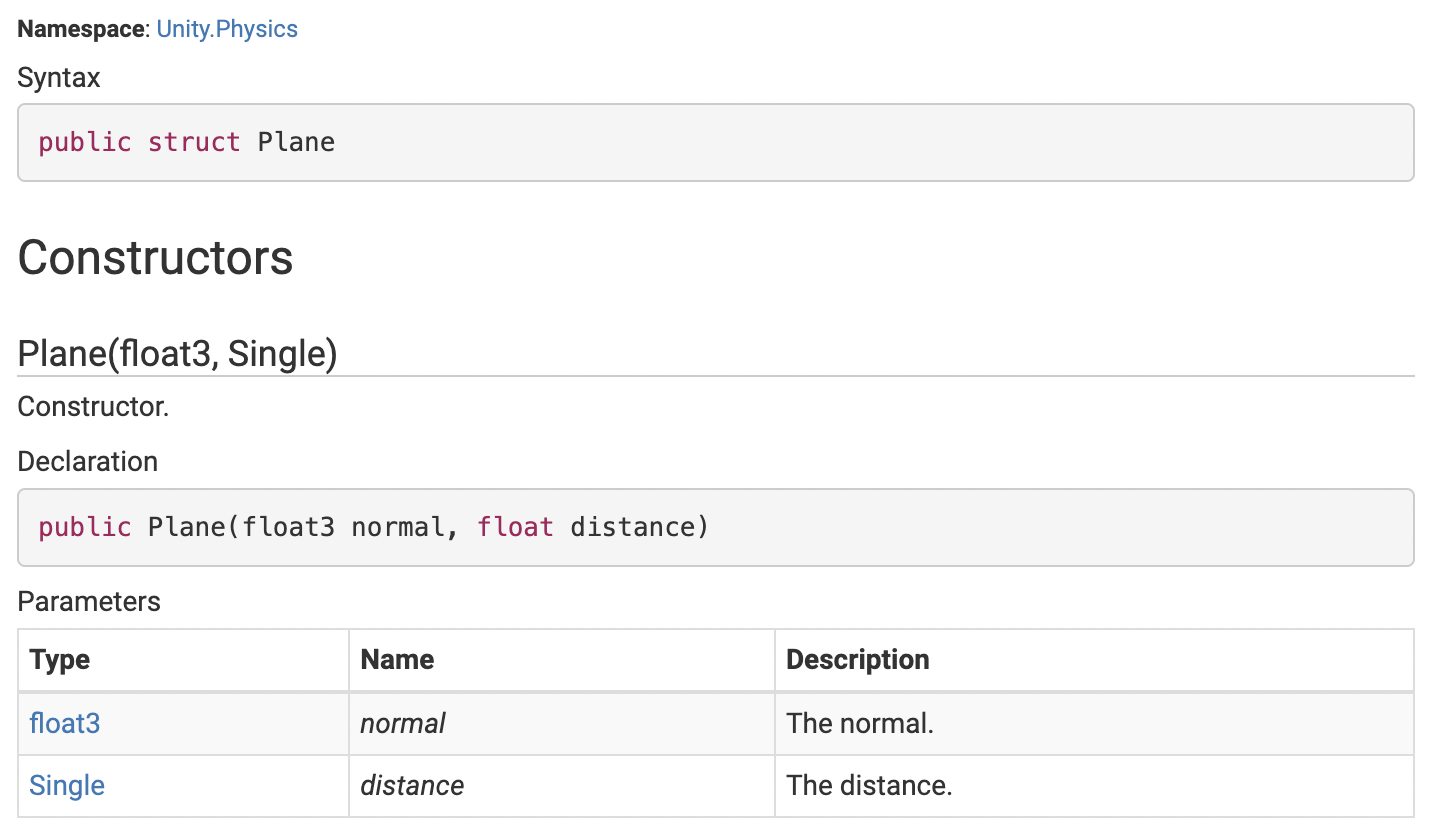 Namespace: Unity.Physics
Syntax
public struct Plane
Constructors
Plane(float3, Single)
Constructor.
Declaration
public Plane(float3 normal, float distance)
Parameters
Type Name Description
float3 normal The normal.
Single distance The distance.